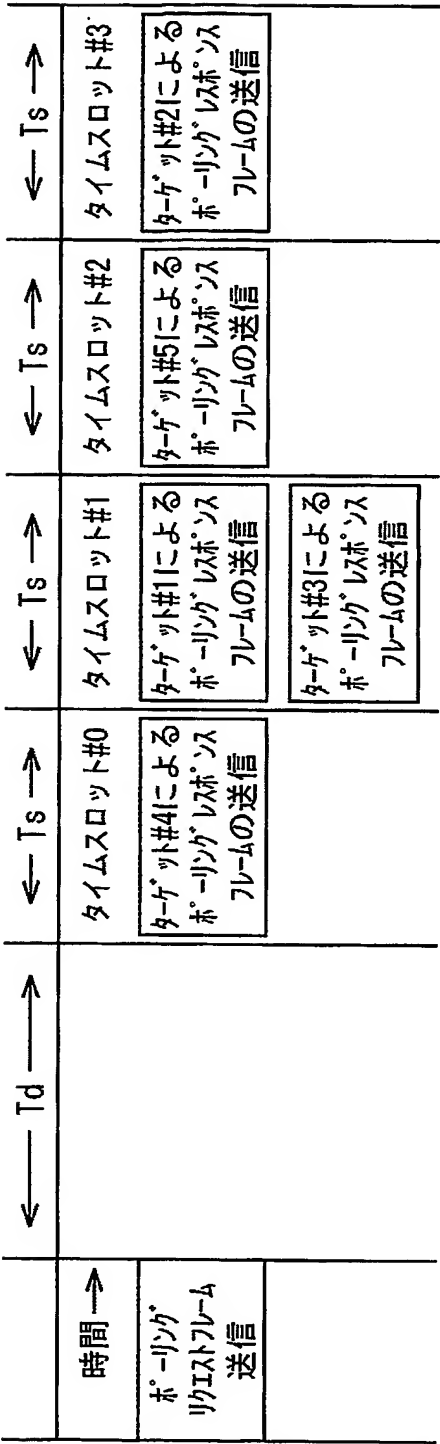 ← Td →
← Ts →
← Ts →
← Ts →
← Ts →
時間→
タイムスロット#0
タイムスロット#1
タイムスロット#2
タイムスロット#3
ポーリング
リクエストフレーム
送信
ターゲット#4による
ポーリングレスポンス
フレームの送信
ターゲット#1による
ポーリングレスポンス
フレームの送信
ターゲット#5による
ポーリングレスポンス
フレームの送信
ターゲット#2による
ポーリングレスポンス
フレームの送信
ターゲット#3による
ポーリングレスポンス
フレームの送信